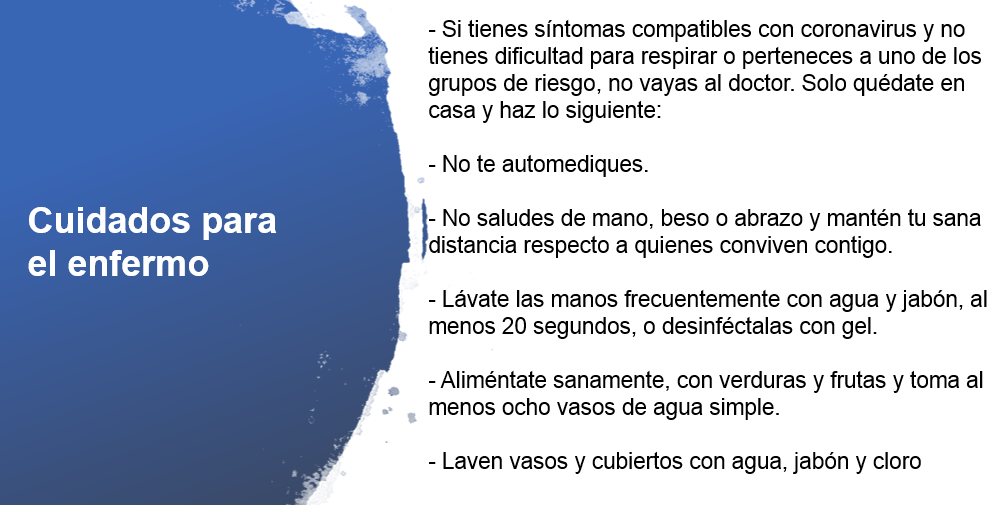 Cuidados para
el enfermo
- Si tienes síntomas compatibles con coronavirus y no
tienes dificultad para respirar o perteneces a uno de los
grupos de riesgo, no vayas al doctor. Solo quédate en
casa y haz lo siguiente:
- No te automediques.
- No saludes de mano, beso o abrazo y mantén tu sana
distancia respecto a quienes conviven contigo.
- Lávate las manos frecuentemente con agua y jabón, al
menos 20 segundos, o desinféctalas con gel.
- Aliméntate sanamente, con verduras y frutas y toma al
menos ocho vasos de agua simple.
- Laven vasos y cubiertos con agua, jabón y cloro